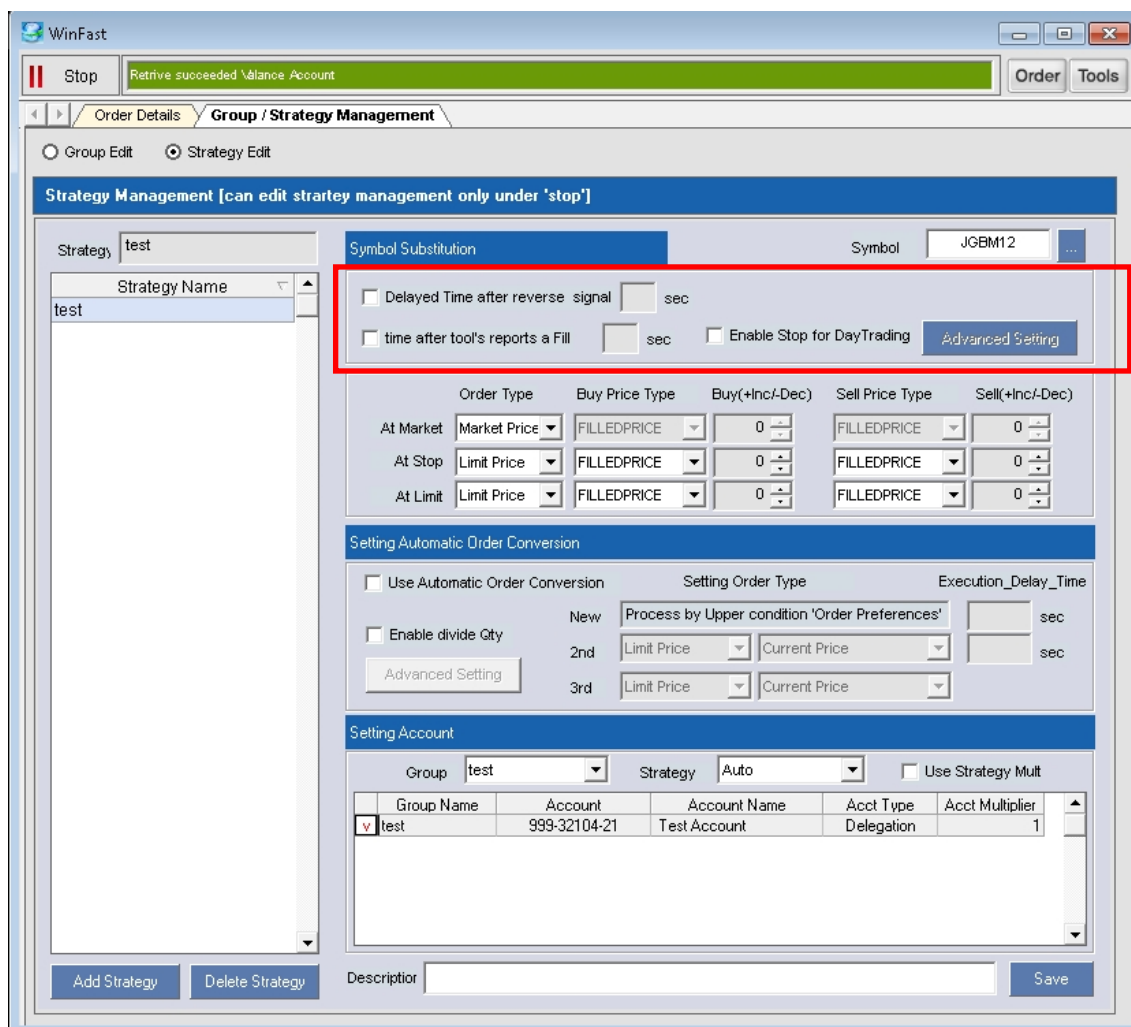 WinFast
Stop Retrive succeeded Order Tools
Order Details Group / Strategy Management
Group Edit Strategy Edit
Strategy Management [can edit strartey management only under 'stop']
Strategy test Symbol Substitution Symbol JGBM12 ...
Strategy Name
test
Delayed Time after reverse signal sec
time after tool's reports a Fill sec Enable Stop for DayTrading Advanced Setting
Order Type Buy Price Type Buy(+Inc/-Dec) Sell Price Type Sell(+Inc/-Dec)
At Market Market Price FILLEDPRICE 0 FILLEDPRICE 0
At Stop Limit Price FILLEDPRICE 0 FILLEDPRICE 0
At Limit Limit Price FILLEDPRICE 0 FILLEDPRICE 0
Setting Automatic Order Conversion
Use Automatic Order Conversion Setting Order Type Execution_Delay_Time
New Process by Upper condition 'Order Preferences' sec
Enable divide Qty
2nd Limit Price Current Price sec
Advanced Setting
3rd Limit Price Current Price
Setting Account
Group test Strategy Auto Use Strategy Mult
Group Name Account Account Name Acct Type Acct Multiplier
v test 999-32104-21 Test Account Delegation 1
Add Strategy Delete Strategy Descriptior Save